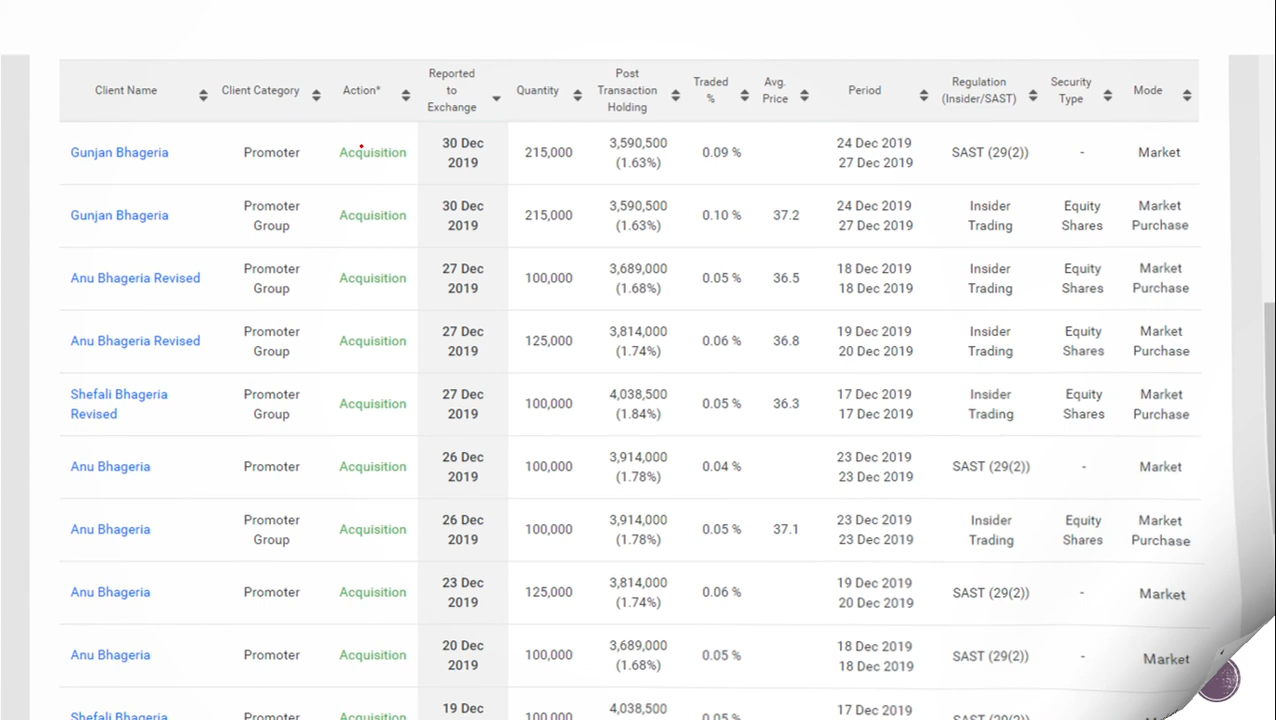 Client Name Client Category Action* Reported to Exchange Quantity Post Transaction Holding Traded % Avg. Price Period Regulation (Insider/SAST) Security Type Mode
Gunjan Bhageria Promoter Acquisition 30 Dec 2019 215,000 3,590,500 (1.63%) 0.09 % 24 Dec 2019 27 Dec 2019 SAST (29(2)) - Market
Gunjan Bhageria Promoter Group Acquisition 30 Dec 2019 215,000 3,590,500 (1.63%) 0.10 % 37.2 24 Dec 2019 27 Dec 2019 Insider Trading Equity Shares Market Purchase
Anu Bhageria Revised Promoter Group Acquisition 27 Dec 2019 100,000 3,689,000 (1.68%) 0.05 % 36.5 18 Dec 2019 18 Dec 2019 Insider Trading Equity Shares Market Purchase
Anu Bhageria Revised Promoter Group Acquisition 27 Dec 2019 125,000 3,814,000 (1.74%) 0.06 % 36.8 19 Dec 2019 20 Dec 2019 Insider Trading Equity Shares Market Purchase
Shefali Bhageria Revised Promoter Group Acquisition 27 Dec 2019 100,000 4,038,500 (1.84%) 0.05 % 36.3 17 Dec 2019 17 Dec 2019 Insider Trading Equity Shares Market Purchase
Anu Bhageria Promoter Acquisition 26 Dec 2019 100,000 3,914,000 (1.78%) 0.04 % 23 Dec 2019 23 Dec 2019 SAST (29(2)) - Market
Anu Bhageria Promoter Group Acquisition 26 Dec 2019 100,000 3,914,000 (1.78%) 0.05 % 37.1 23 Dec 2019 23 Dec 2019 Insider Trading Equity Shares Market Purchase
Anu Bhageria Promoter Acquisition 23 Dec 2019 125,000 3,814,000 (1.74%) 0.06 % 19 Dec 2019 20 Dec 2019 SAST (29(2)) - Market
Anu Bhageria Promoter Acquisition 20 Dec 2019 100,000 3,689,000 (1.68%) 0.05 % 18 Dec 2019 18 Dec 2019 SAST (29(2)) - Market
Shefali Bhageria Promoter Acquisition 19 Dec 100,000 4,038,500 0.05 % 17 Dec 2019 SAST (29(2))